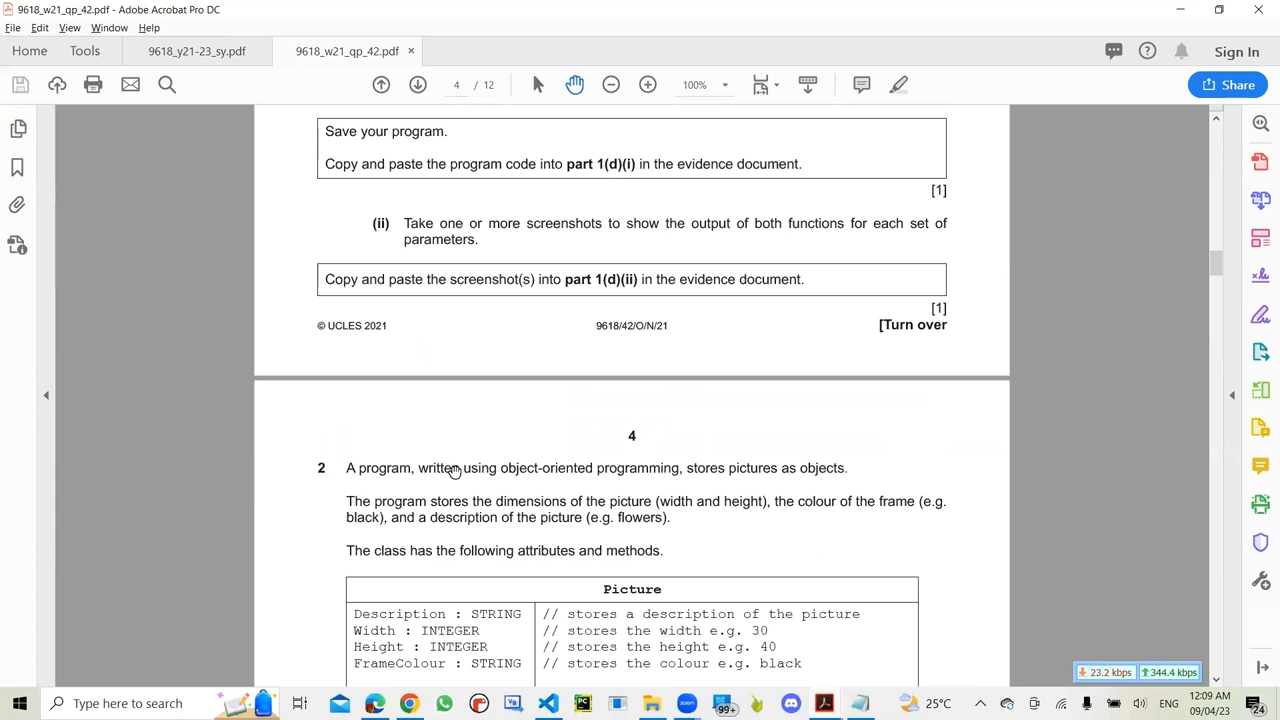 9618_w21_qp_42.pdf - Adobe Acrobat Pro DC
File Edit View Window Help
Home Tools 9618_y21-23_sy.pdf 9618_w21_qp_42.pdf × Sign In
4 / 12 100% Share
Save your program.
Copy and paste the program code into part 1(d)(i) in the evidence document.
[1]
(ii) Take one or more screenshots to show the output of both functions for each set of
parameters.
Copy and paste the screenshot(s) into part 1(d)(ii) in the evidence document.
[1]
© UCLES 2021 9618/42/O/N/21 [Turn over
4
2 A program, written using object-oriented programming, stores pictures as objects.
The program stores the dimensions of the picture (width and height), the colour of the frame (e.g.
black), and a description of the picture (e.g. flowers).
The class has the following attributes and methods.
Picture
Description : STRING // stores a description of the picture
Width : INTEGER // stores the width e.g. 30
Height : INTEGER // stores the height e.g. 40
FrameColour : STRING // stores the colour e.g. black
23.2 kbps 344.4 kbps
Type here to search 99+ 25°C ENG 12:09 AM
09/04/23 24